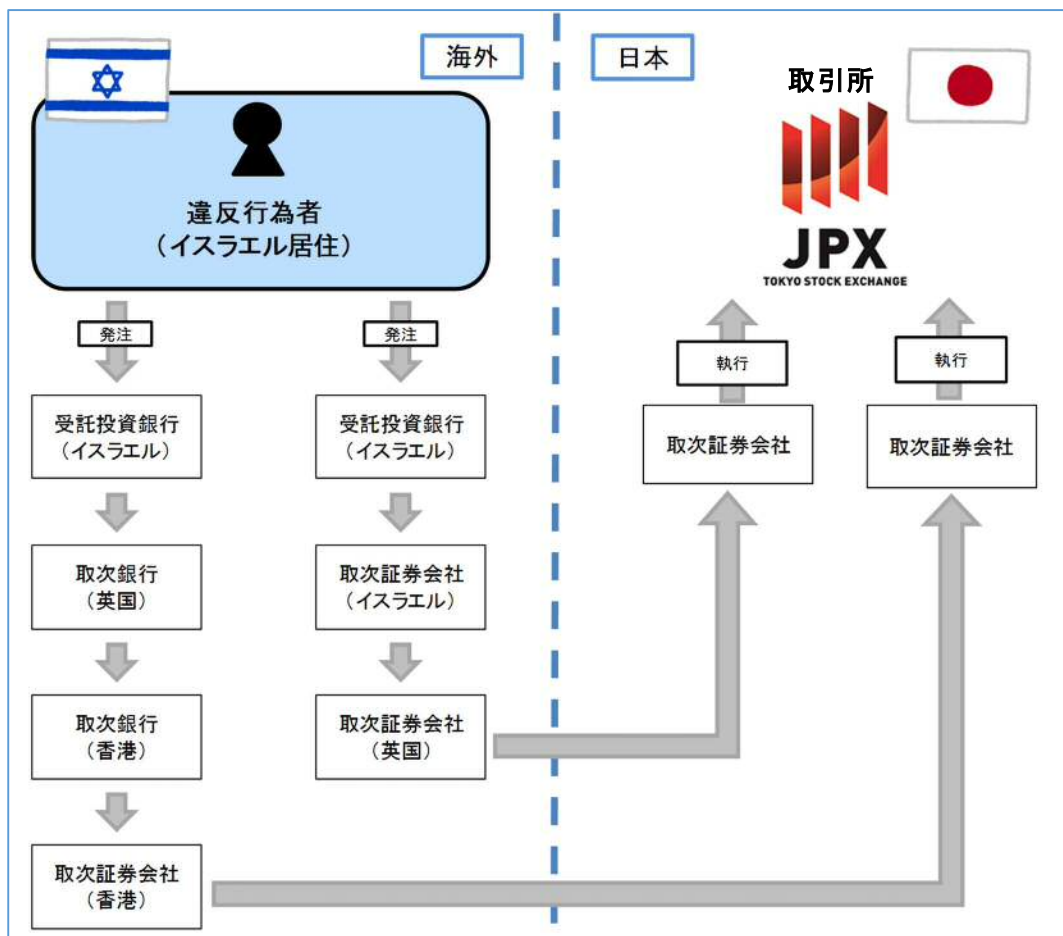 海外
日本
取引所
JPX
TOKYO STOCK EXCHANGE
違反行為者
(イスラエル居住)
発注
発注
執行
執行
受託投資銀行
(イスラエル)
受託投資銀行
(イスラエル)
取次証券会社
取次証券会社
取次銀行
(英国)
取次証券会社
(イスラエル)
取次銀行
(香港)
取次証券会社
(英国)
取次証券会社
(香港)